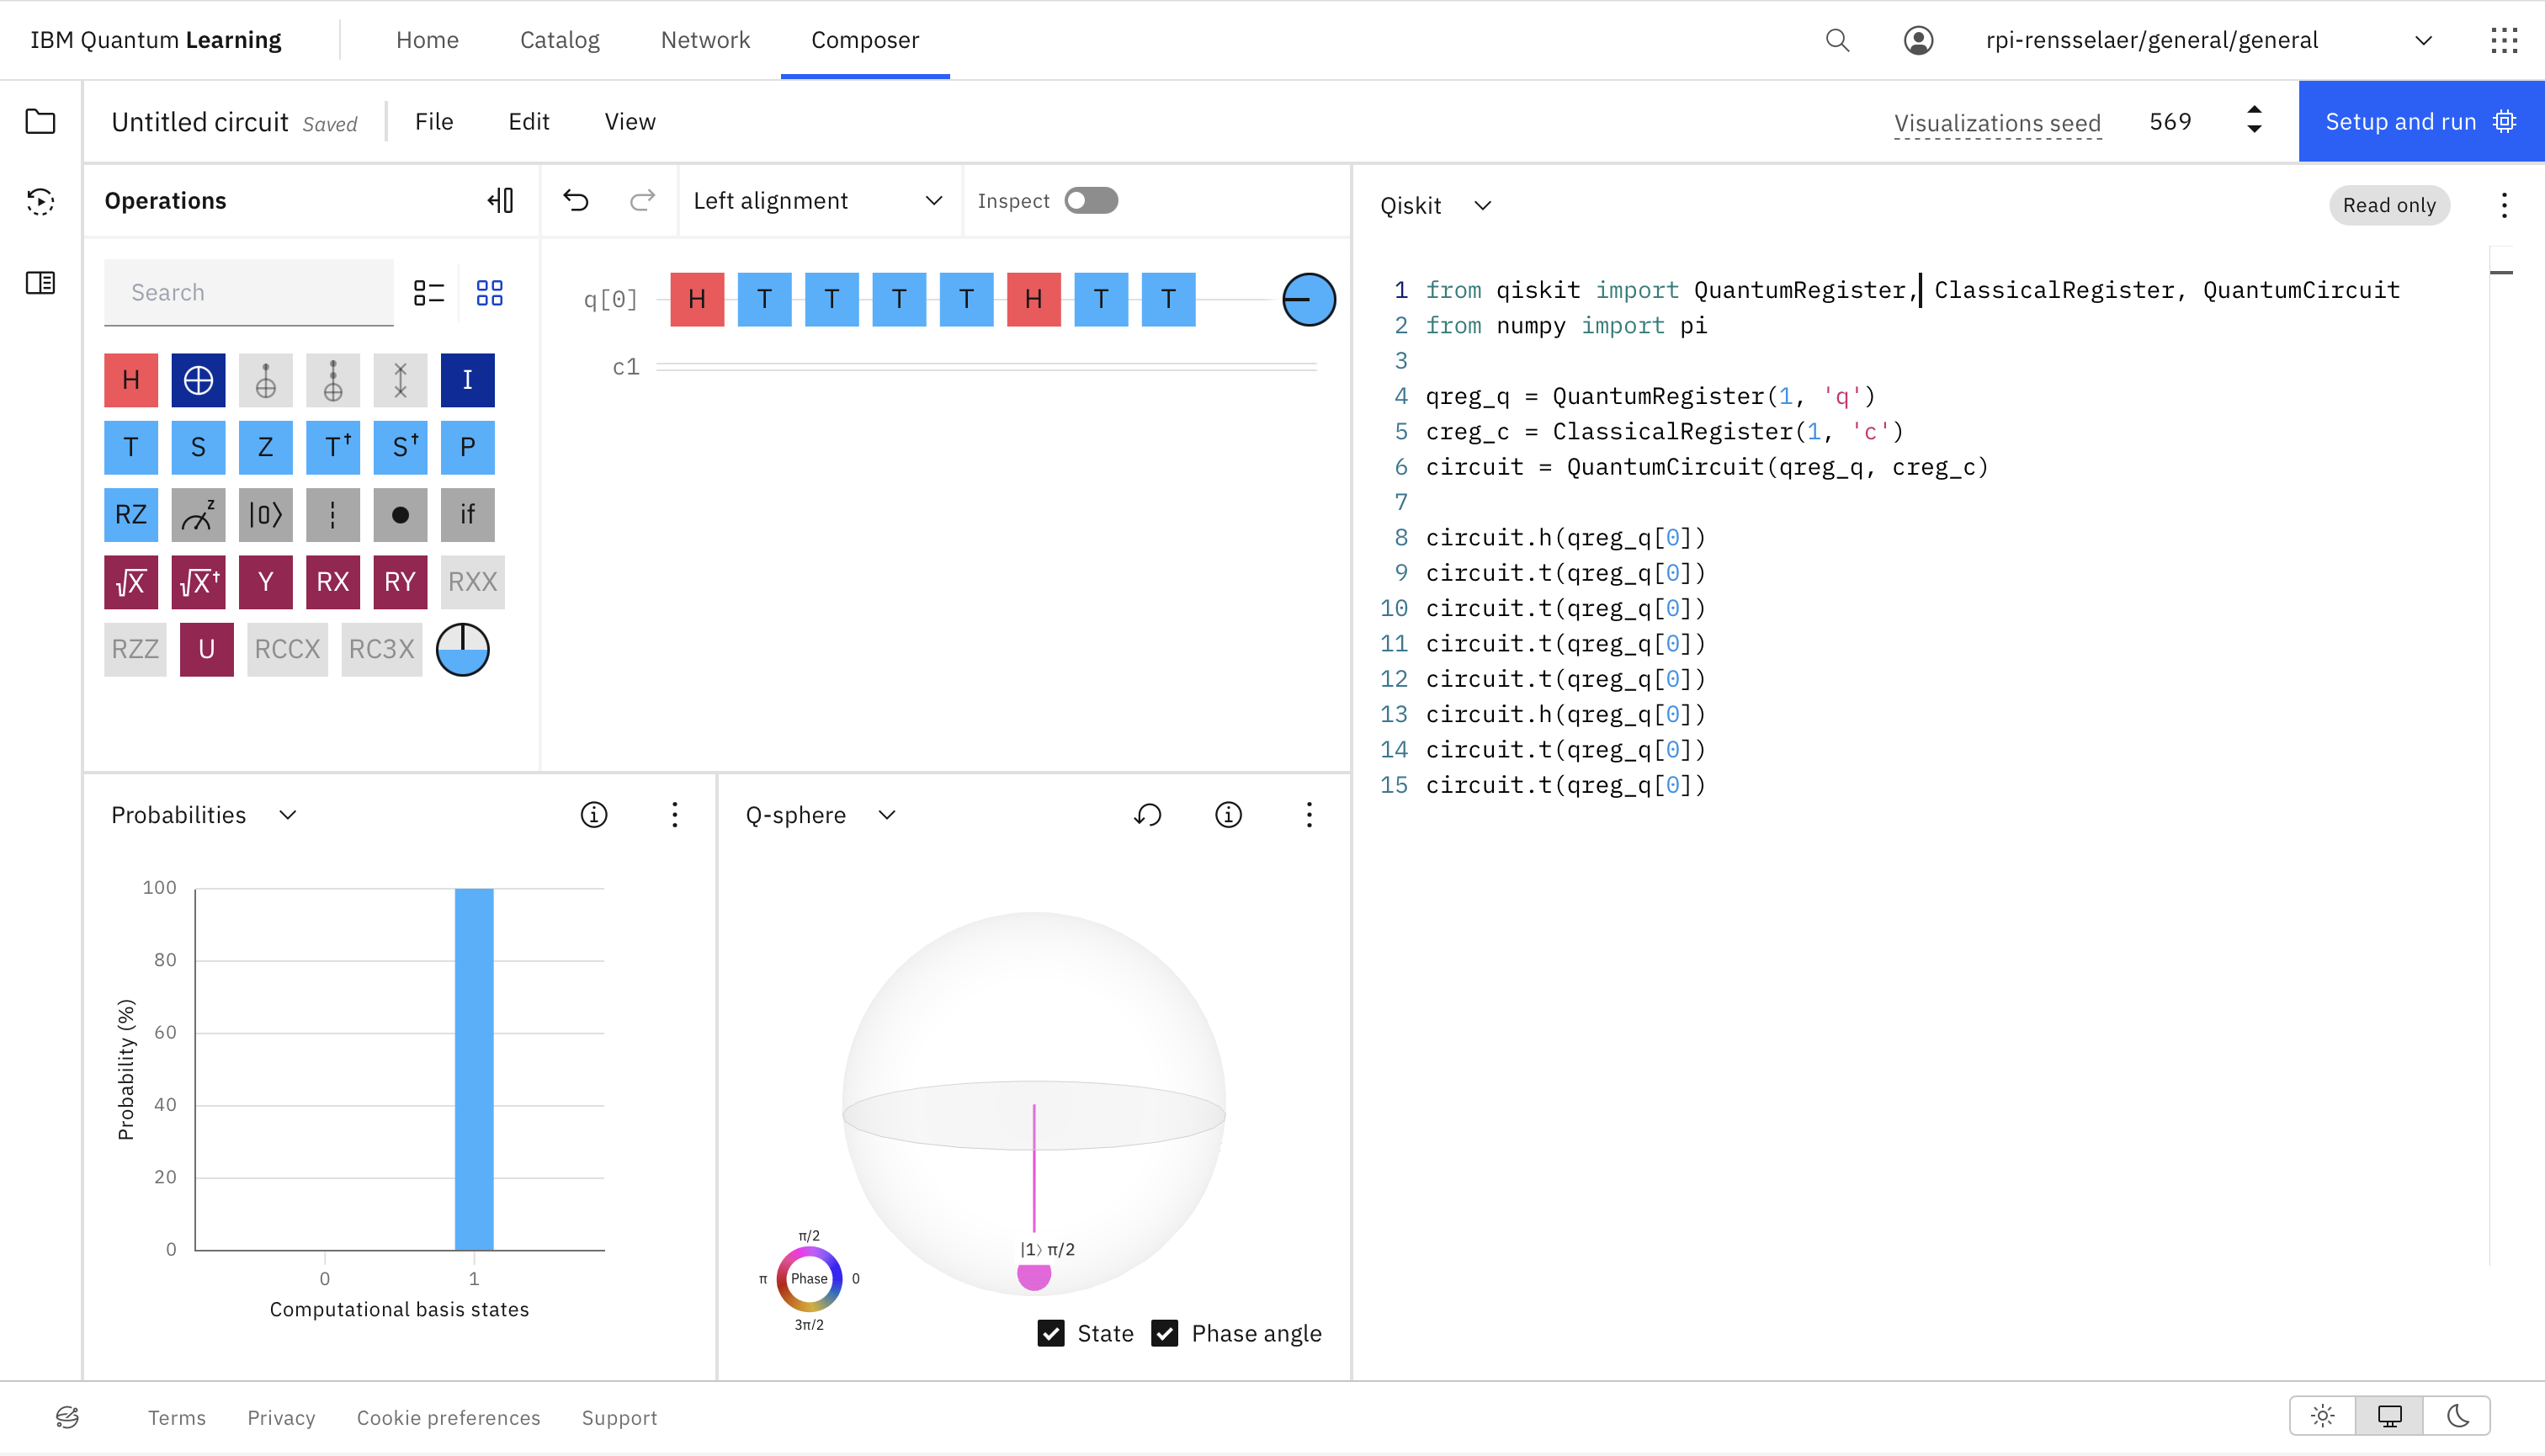 IBM Quantum Learning
Home
Catalog
Network
Composer
rpi-rensselaer/general/general
Untitled circuit Saved
File
Edit
View
Visualizations seed
569
Setup and run
Operations
Left alignment
Inspect
Search
H
I
T
S
Z
T†
S†
P
RZ
z
|0⟩
if
√X
√X†
Y
RX
RY
RXX
RZZ
U
RCCX
RC3X
q[0]
H
T
T
T
T
H
T
T
c1
Qiskit
Read only
1 from qiskit import QuantumRegister, ClassicalRegister, QuantumCircuit
2 from numpy import pi
3
4 qreg_q = QuantumRegister(1, 'q')
5 creg_c = ClassicalRegister(1, 'c')
6 circuit = QuantumCircuit(qreg_q, creg_c)
7
8 circuit.h(qreg_q[0])
9 circuit.t(qreg_q[0])
10 circuit.t(qreg_q[0])
11 circuit.t(qreg_q[0])
12 circuit.t(qreg_q[0])
13 circuit.h(qreg_q[0])
14 circuit.t(qreg_q[0])
15 circuit.t(qreg_q[0])
Probabilities
Probability (%)
100
80
60
40
20
0
0
1
Computational basis states
Q-sphere
|1⟩ π/2
π/2
π
Phase
0
3π/2
State
Phase angle
Terms
Privacy
Cookie preferences
Support